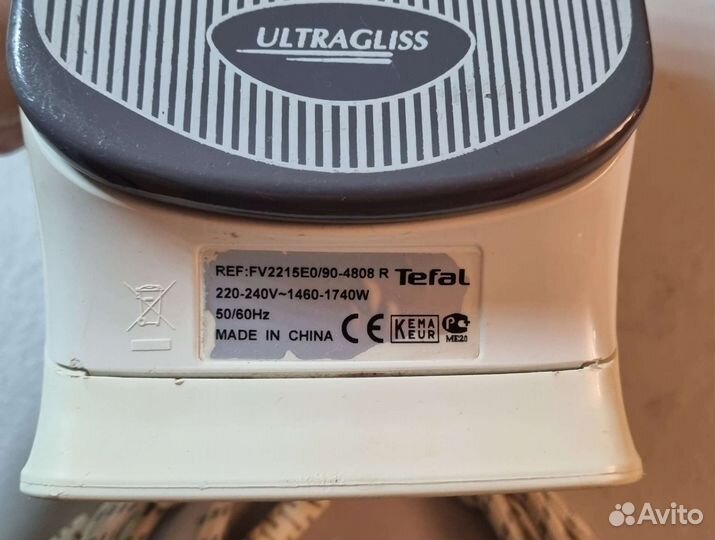 ULTRAGLISS
REF:FV2215E0/90-4808 R Tefal
220-240V~1460-1740W
50/60Hz
MADE IN CHINA CE KEMA KEUR PC ME20
Avito